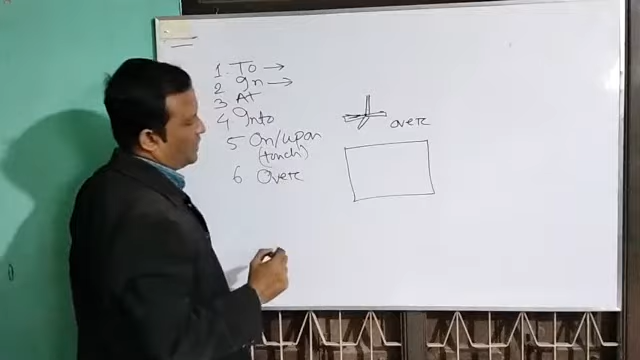 1. To →
2 In →
3 At
4 Into
5 On/upon
(touch)
6 Over
over